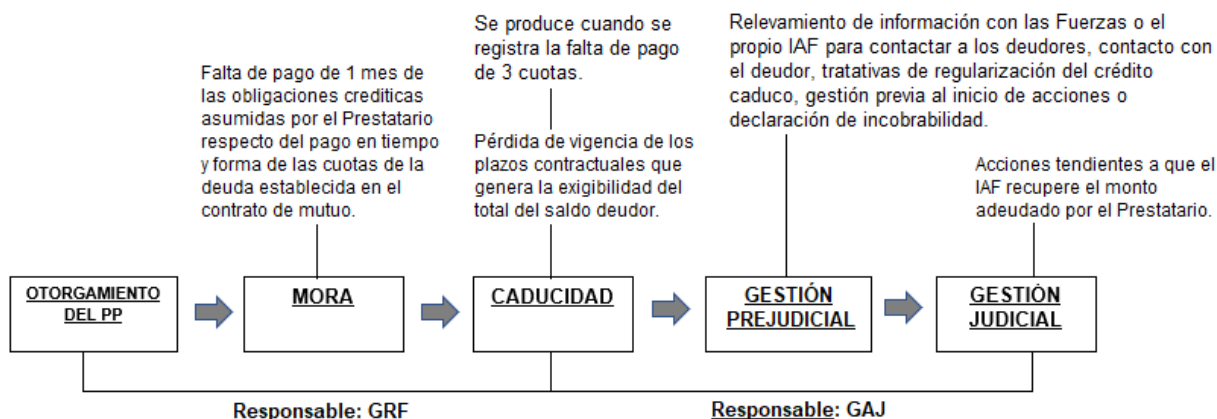 Falta de pago de 1 mes de
las obligaciones crediticas
asumidas por el Prestatario
respecto del pago en tiempo
y forma de las cuotas de la
deuda establecida en el
contrato de mutuo.
Se produce cuando se
registra la falta de pago
de 3 cuotas.
Pérdida de vigencia de los
plazos contractuales que
genera la exigibilidad del
total del saldo deudor.
Relevamiento de información con las Fuerzas o el
propio IAF para contactar a los deudores, contacto con
el deudor, tratativas de regularización del crédito
caduco, gestión previa al inicio de acciones o
declaración de incobrabilidad.
Acciones tendientes a que el
IAF recupere el monto
adeudado por el Prestatario.
OTORGAMIENTO
DEL PP
MORA
CADUCIDAD
GESTIÓN
PREJUDICIAL
GESTIÓN
JUDICIAL
Responsable: GRF
Responsable: GAJ